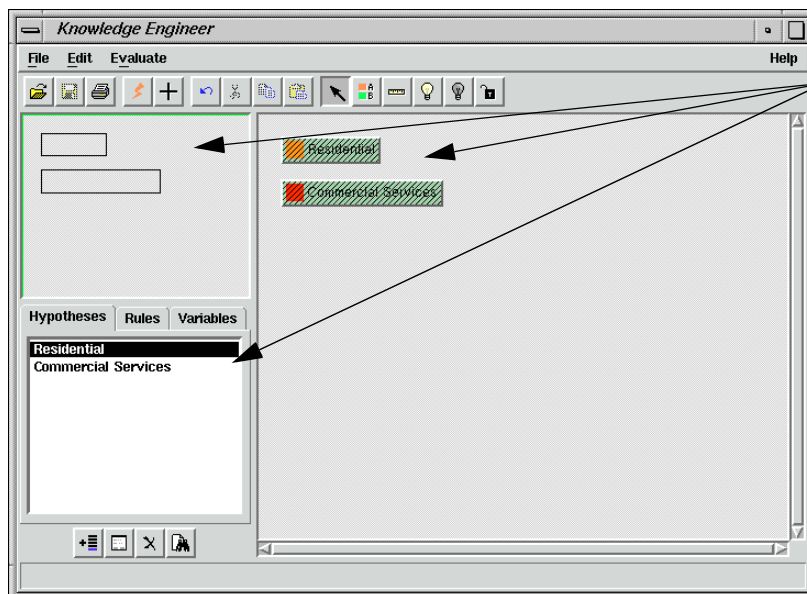 Knowledge Engineer
File Edit Evaluate Help
A
B
Residential
Commercial Services
Hypotheses Rules Variables
Residential
Commercial Services